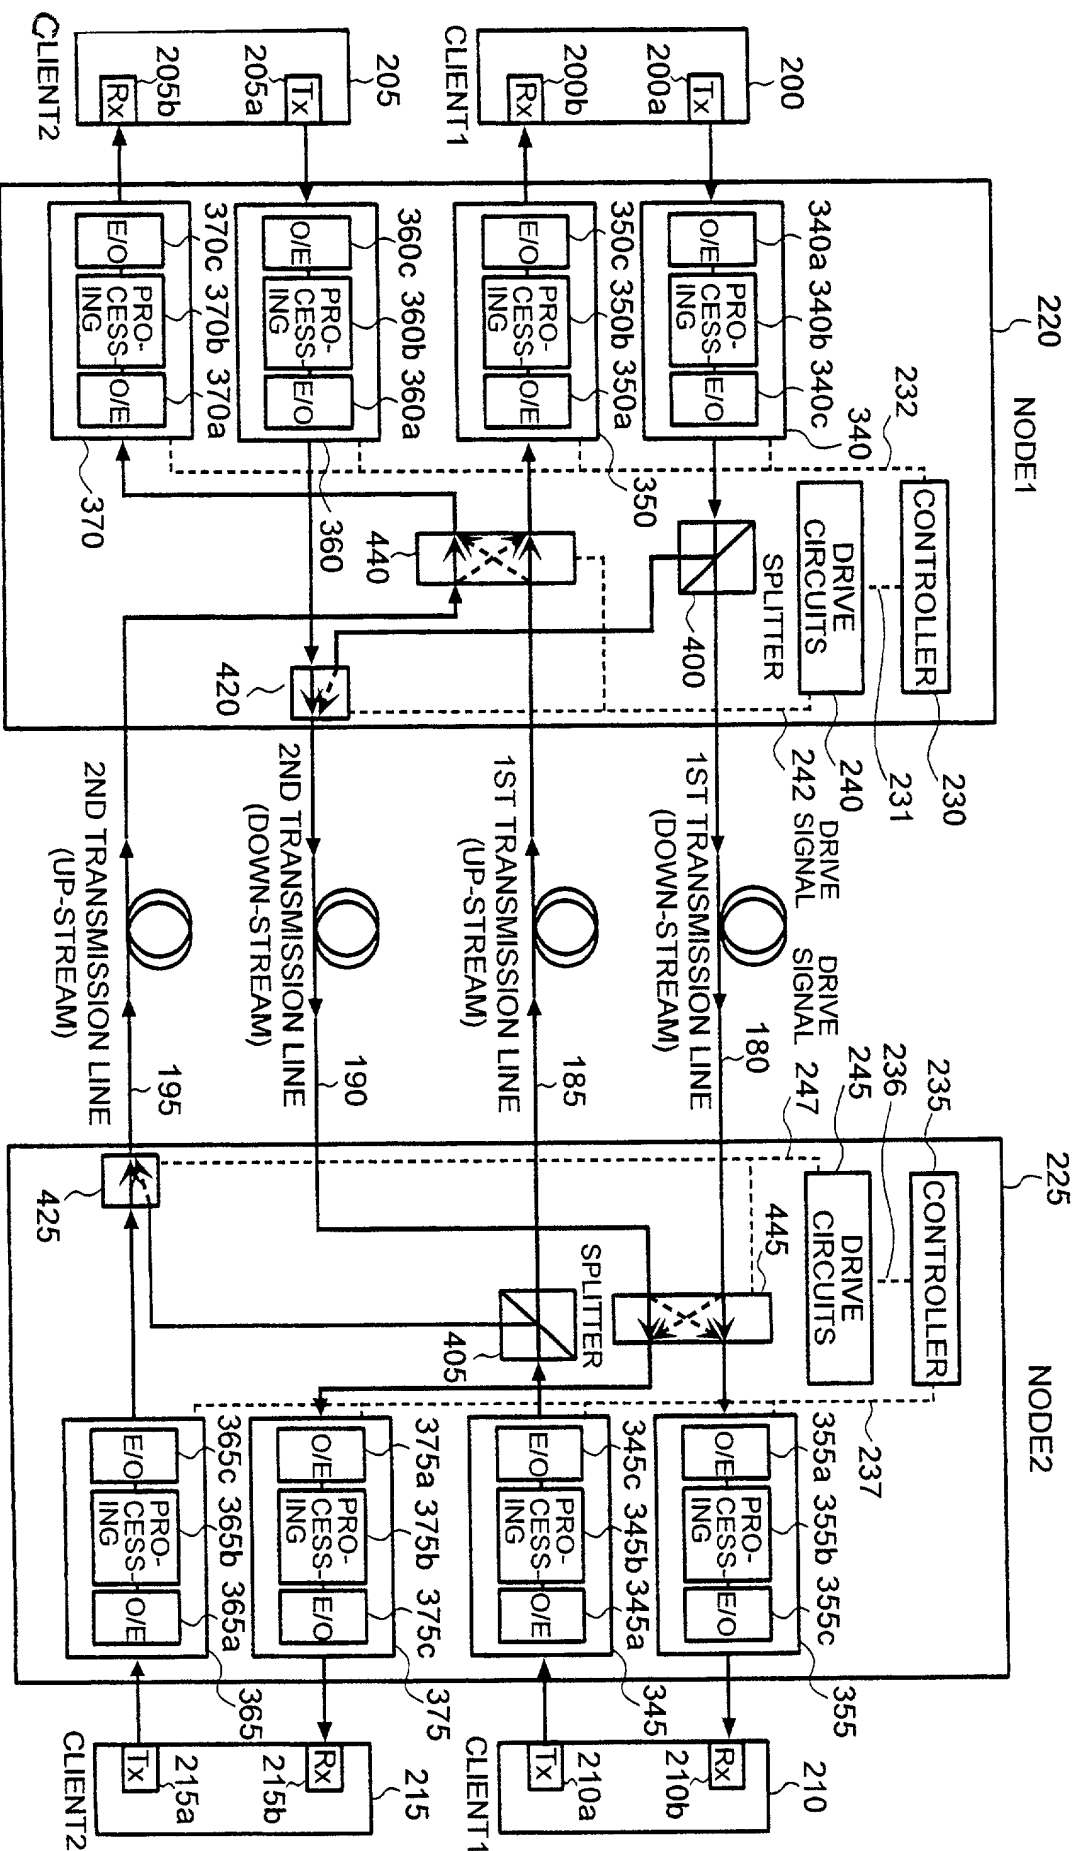 NODE1
220
NODE2
225
CLIENT1
200
200a
Tx
200b
Rx
CLIENT2
205
205a
Tx
205b
Rx
CONTROLLER
230
231
232
DRIVE
CIRCUITS
240
242
DRIVE
SIGNAL
340a
340b
340c
O/E
PRO-
CESS-
ING
E/O
340
350c
350b
350a
E/O
PRO-
CESS-
ING
O/E
350
360c
360b
360a
O/E
PRO-
CESS-
ING
E/O
360
370c
370b
370a
E/O
PRO-
CESS-
ING
O/E
370
SPLITTER
400
440
420
1ST TRANSMISSION LINE
(DOWN-STREAM)
180
1ST TRANSMISSION LINE
(UP-STREAM)
185
2ND TRANSMISSION LINE
(DOWN-STREAM)
190
2ND TRANSMISSION LINE
(UP-STREAM)
195
DRIVE
SIGNAL
247
CONTROLLER
235
236
237
DRIVE
CIRCUITS
245
445
SPLITTER
405
425
355a
355b
355c
O/E
PRO-
CESS-
ING
E/O
355
345c
345b
345a
E/O
PRO-
CESS-
ING
O/E
345
375a
375b
375c
O/E
PRO-
CESS-
ING
E/O
375
365c
365b
365a
E/O
PRO-
CESS-
ING
O/E
365
210
Rx
210b
Tx
210a
CLIENT1
215
Rx
215b
Tx
215a
CLIENT2